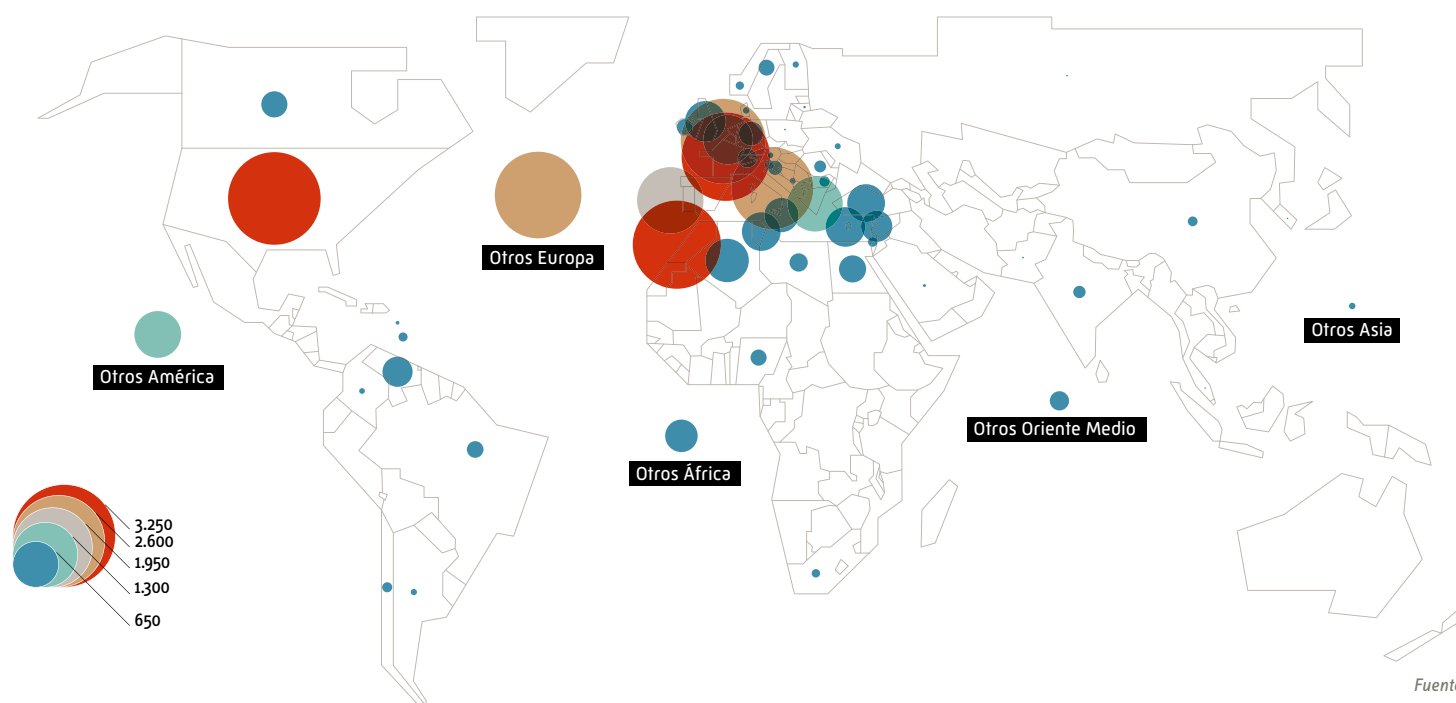 Otros Europa
Otros América
Otros África
Otros Oriente Medio
Otros Asia
3.250
2.600
1.950
1.300
650
Fuente